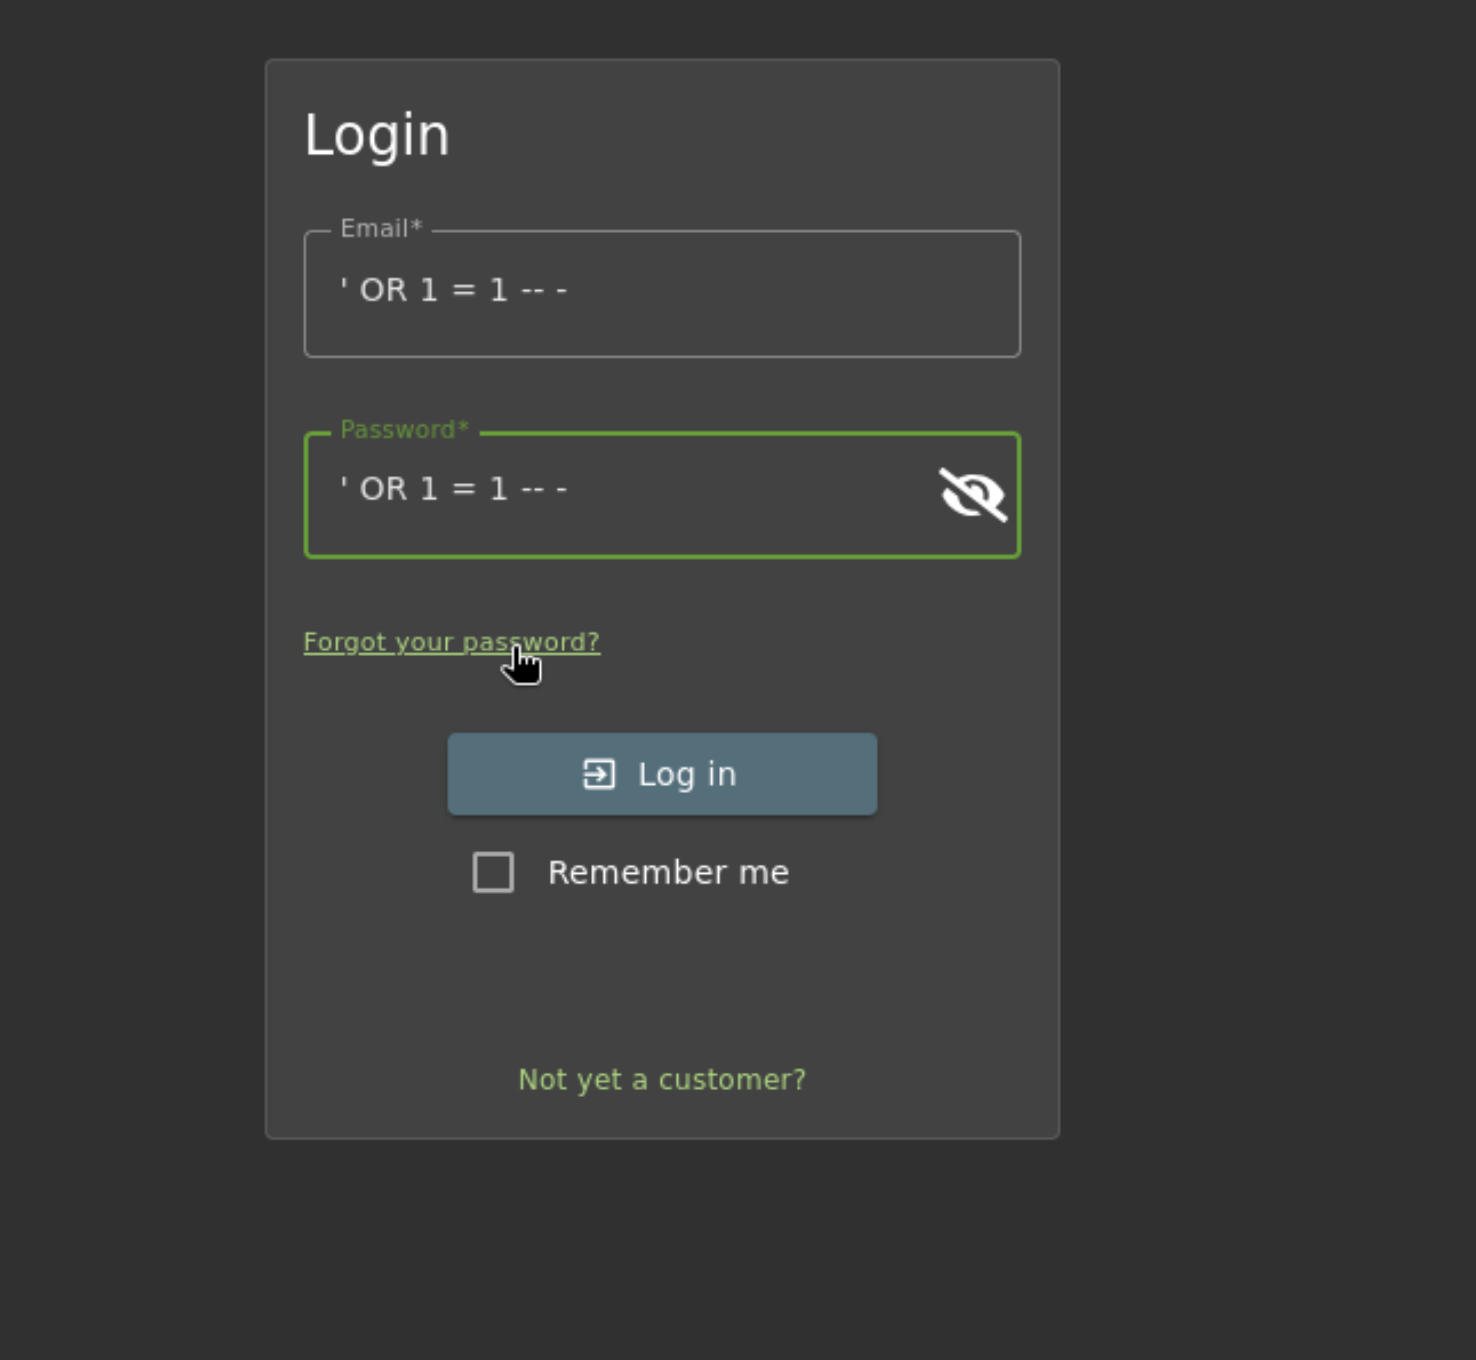 Login
Email*
' OR 1 = 1 -- -
Password*
' OR 1 = 1 -- -
Forgot your password?
Log in
Remember me
Not yet a customer?